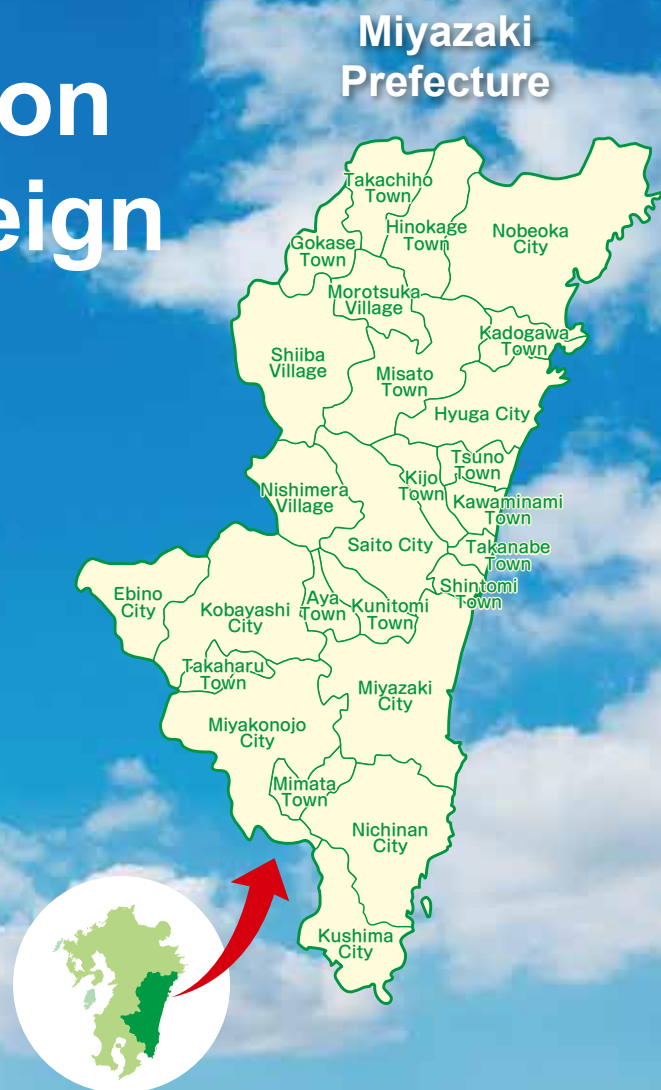 on
eign
Miyazaki
Prefecture
Takachiho
Town
Hinokage
Town
Nobeoka
City
Gokase
Town
Morotsuka
Village
Kadogawa
Town
Shiiba
Village
Misato
Town
Hyuga City
Tsuno
Town
Kijo
Town
Nishimera
Village
Kawaminami
Town
Saito City
Takanabe
Town
Shintomi
Town
Ebino
City
Kobayashi
City
Aya
Town
Kunitomi
Town
Takaharu
Town
Miyazaki
City
Miyakonojo
City
Mimata
Town
Nichinan
City
Kushima
City